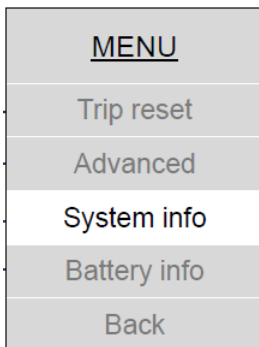 MENU
Trip reset
Advanced
System info
Battery info
Back